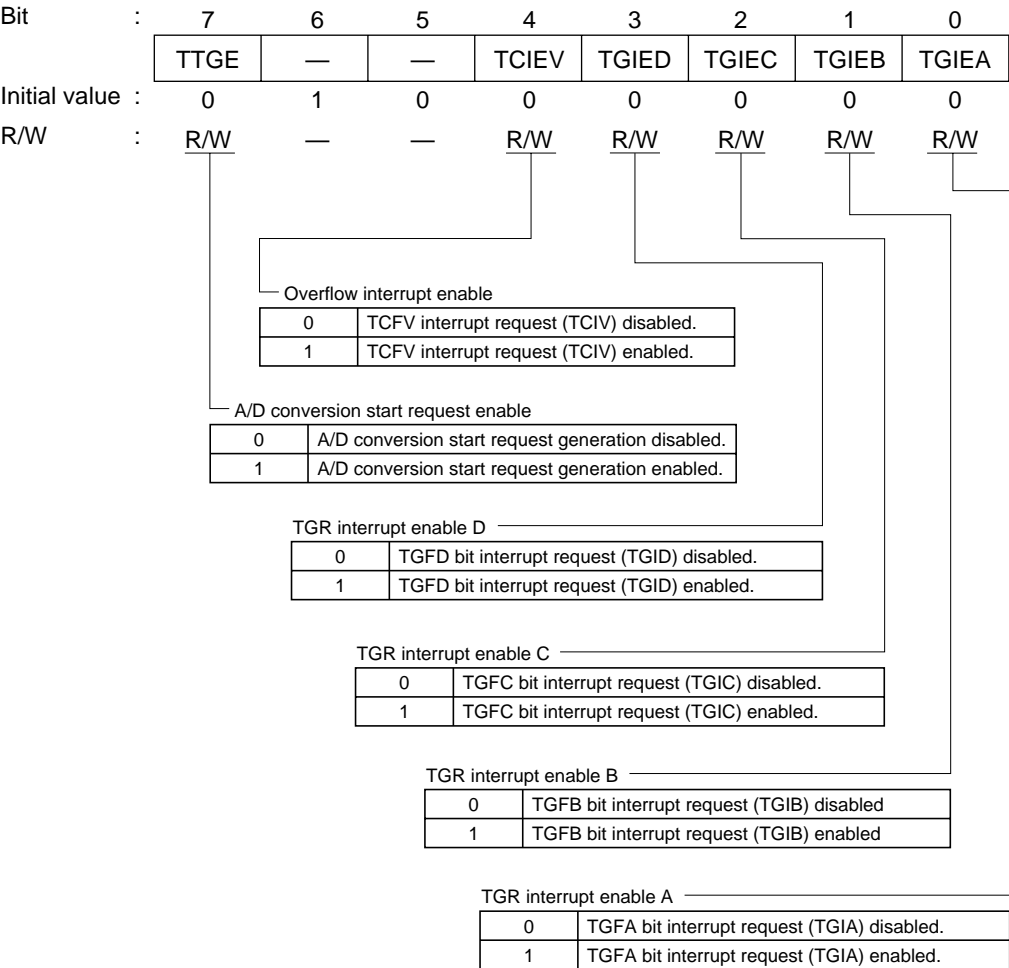 Bit : 7 6 5 4 3 2 1 0
TTGE — — TCIEV TGIED TGIEC TGIEB TGIEA
Initial value : 0 1 0 0 0 0 0 0
R/W : R/W — — R/W R/W R/W R/W R/W
Overflow interrupt enable
0 TCFV interrupt request (TCIV) disabled.
1 TCFV interrupt request (TCIV) enabled.
A/D conversion start request enable
0 A/D conversion start request generation disabled.
1 A/D conversion start request generation enabled.
TGR interrupt enable D
0 TGFD bit interrupt request (TGID) disabled.
1 TGFD bit interrupt request (TGID) enabled.
TGR interrupt enable C
0 TGFC bit interrupt request (TGIC) disabled.
1 TGFC bit interrupt request (TGIC) enabled.
TGR interrupt enable B
0 TGFB bit interrupt request (TGIB) disabled
1 TGFB bit interrupt request (TGIB) enabled
TGR interrupt enable A
0 TGFA bit interrupt request (TGIA) disabled.
1 TGFA bit interrupt request (TGIA) enabled.